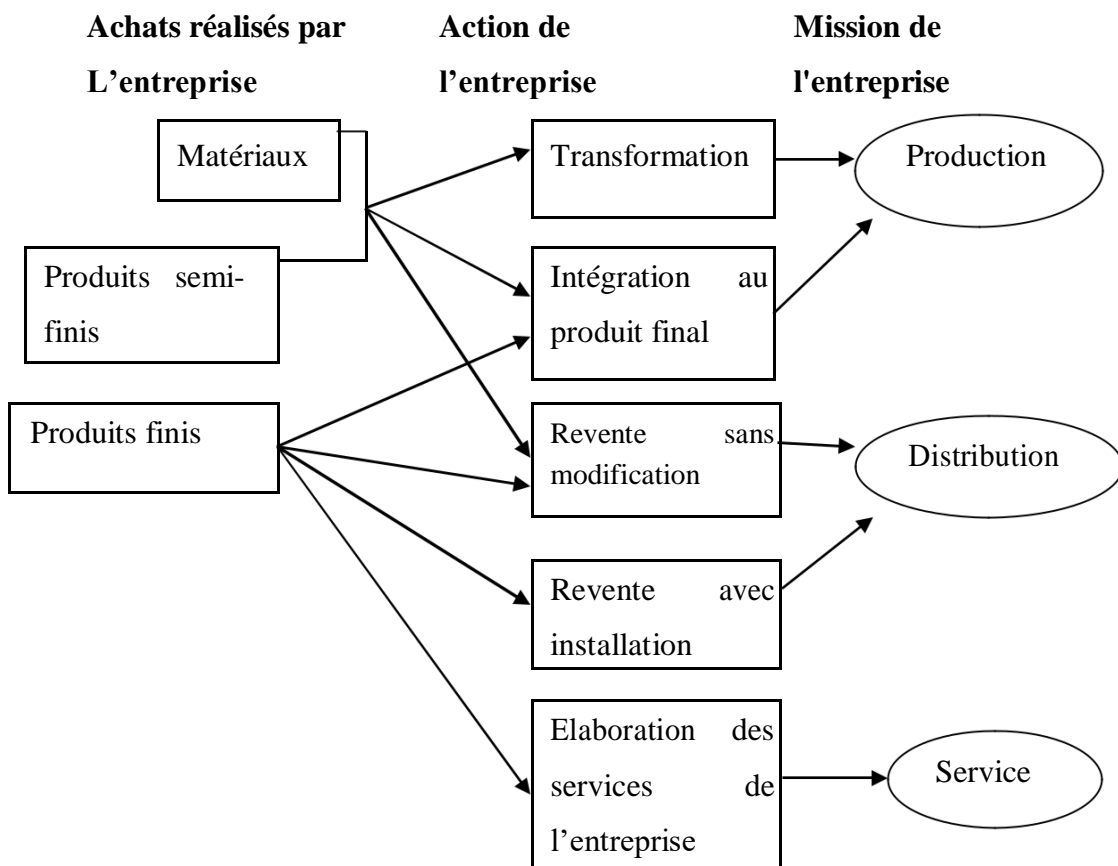 Achats réalisés par
L’entreprise
Action de
l’entreprise
Mission de
l'entreprise
Matériaux
Transformation
Production
Produits semi-
finis
Intégration au
produit final
Produits finis
Revente sans
modification
Distribution
Revente avec
installation
Elaboration des
services de
l’entreprise
Service